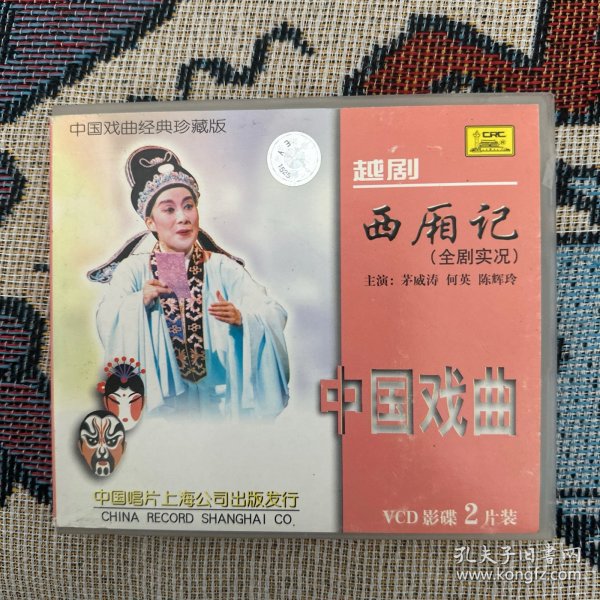 中国戏曲经典珍藏版
CRC
越剧
西厢记
（全剧实况）
主演：茅威涛 何英 陈辉玲
中国戏曲
中国唱片上海公司出版发行
CHINA RECORD SHANGHAI CO.
VCD 影碟 2 片装
孔夫子旧书网
www.kongfz.com